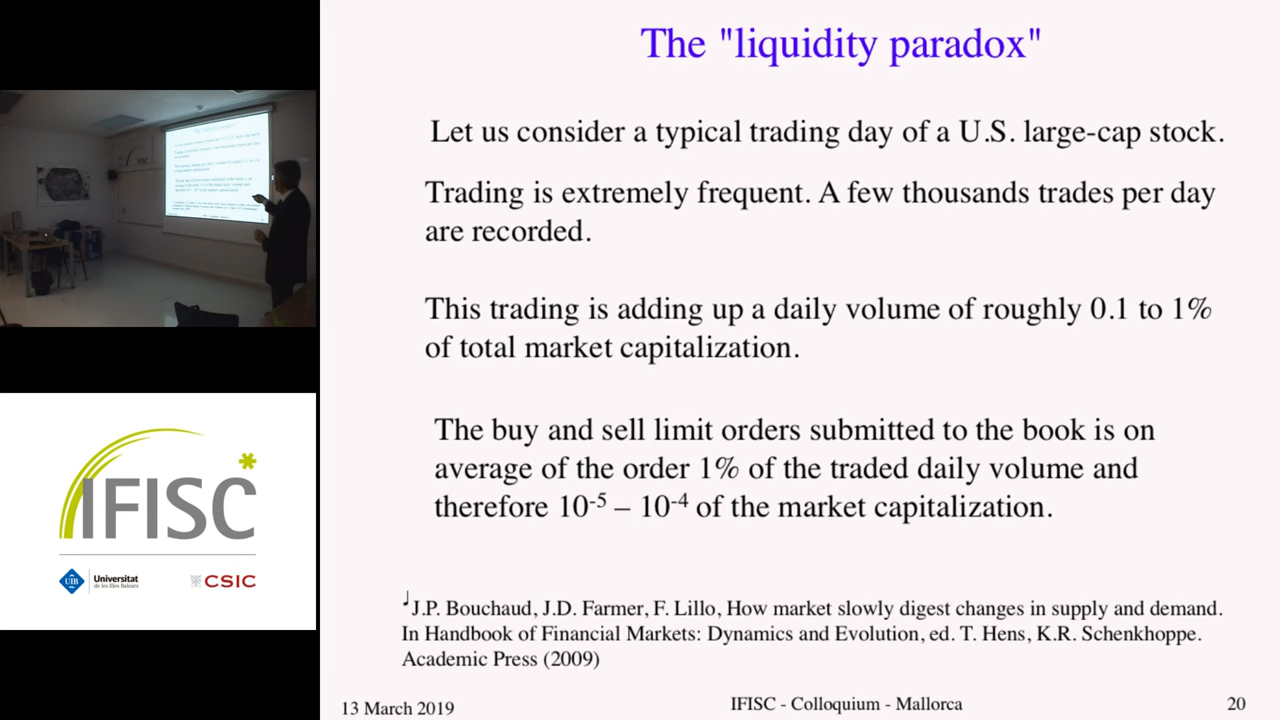 The "liquidity paradox"
Let us consider a typical trading day of a U.S. large-cap stock.
Trading is extremely frequent. A few thousands trades per day
are recorded.
This trading is adding up a daily volume of roughly 0.1 to 1%
of total market capitalization.
The buy and sell limit orders submitted to the book is on
average of the order 1% of the traded daily volume and
therefore 10⁻⁵ – 10⁻⁴ of the market capitalization.
J.P. Bouchaud, J.D. Farmer, F. Lillo, How market slowly digest changes in supply and demand.
In Handbook of Financial Markets: Dynamics and Evolution, ed. T. Hens, K.R. Schenkhoppe.
Academic Press (2009)
13 March 2019
IFISC - Colloquium - Mallorca
20
IFISC
UIB
Universitat
de les Illes Balears
CSIC